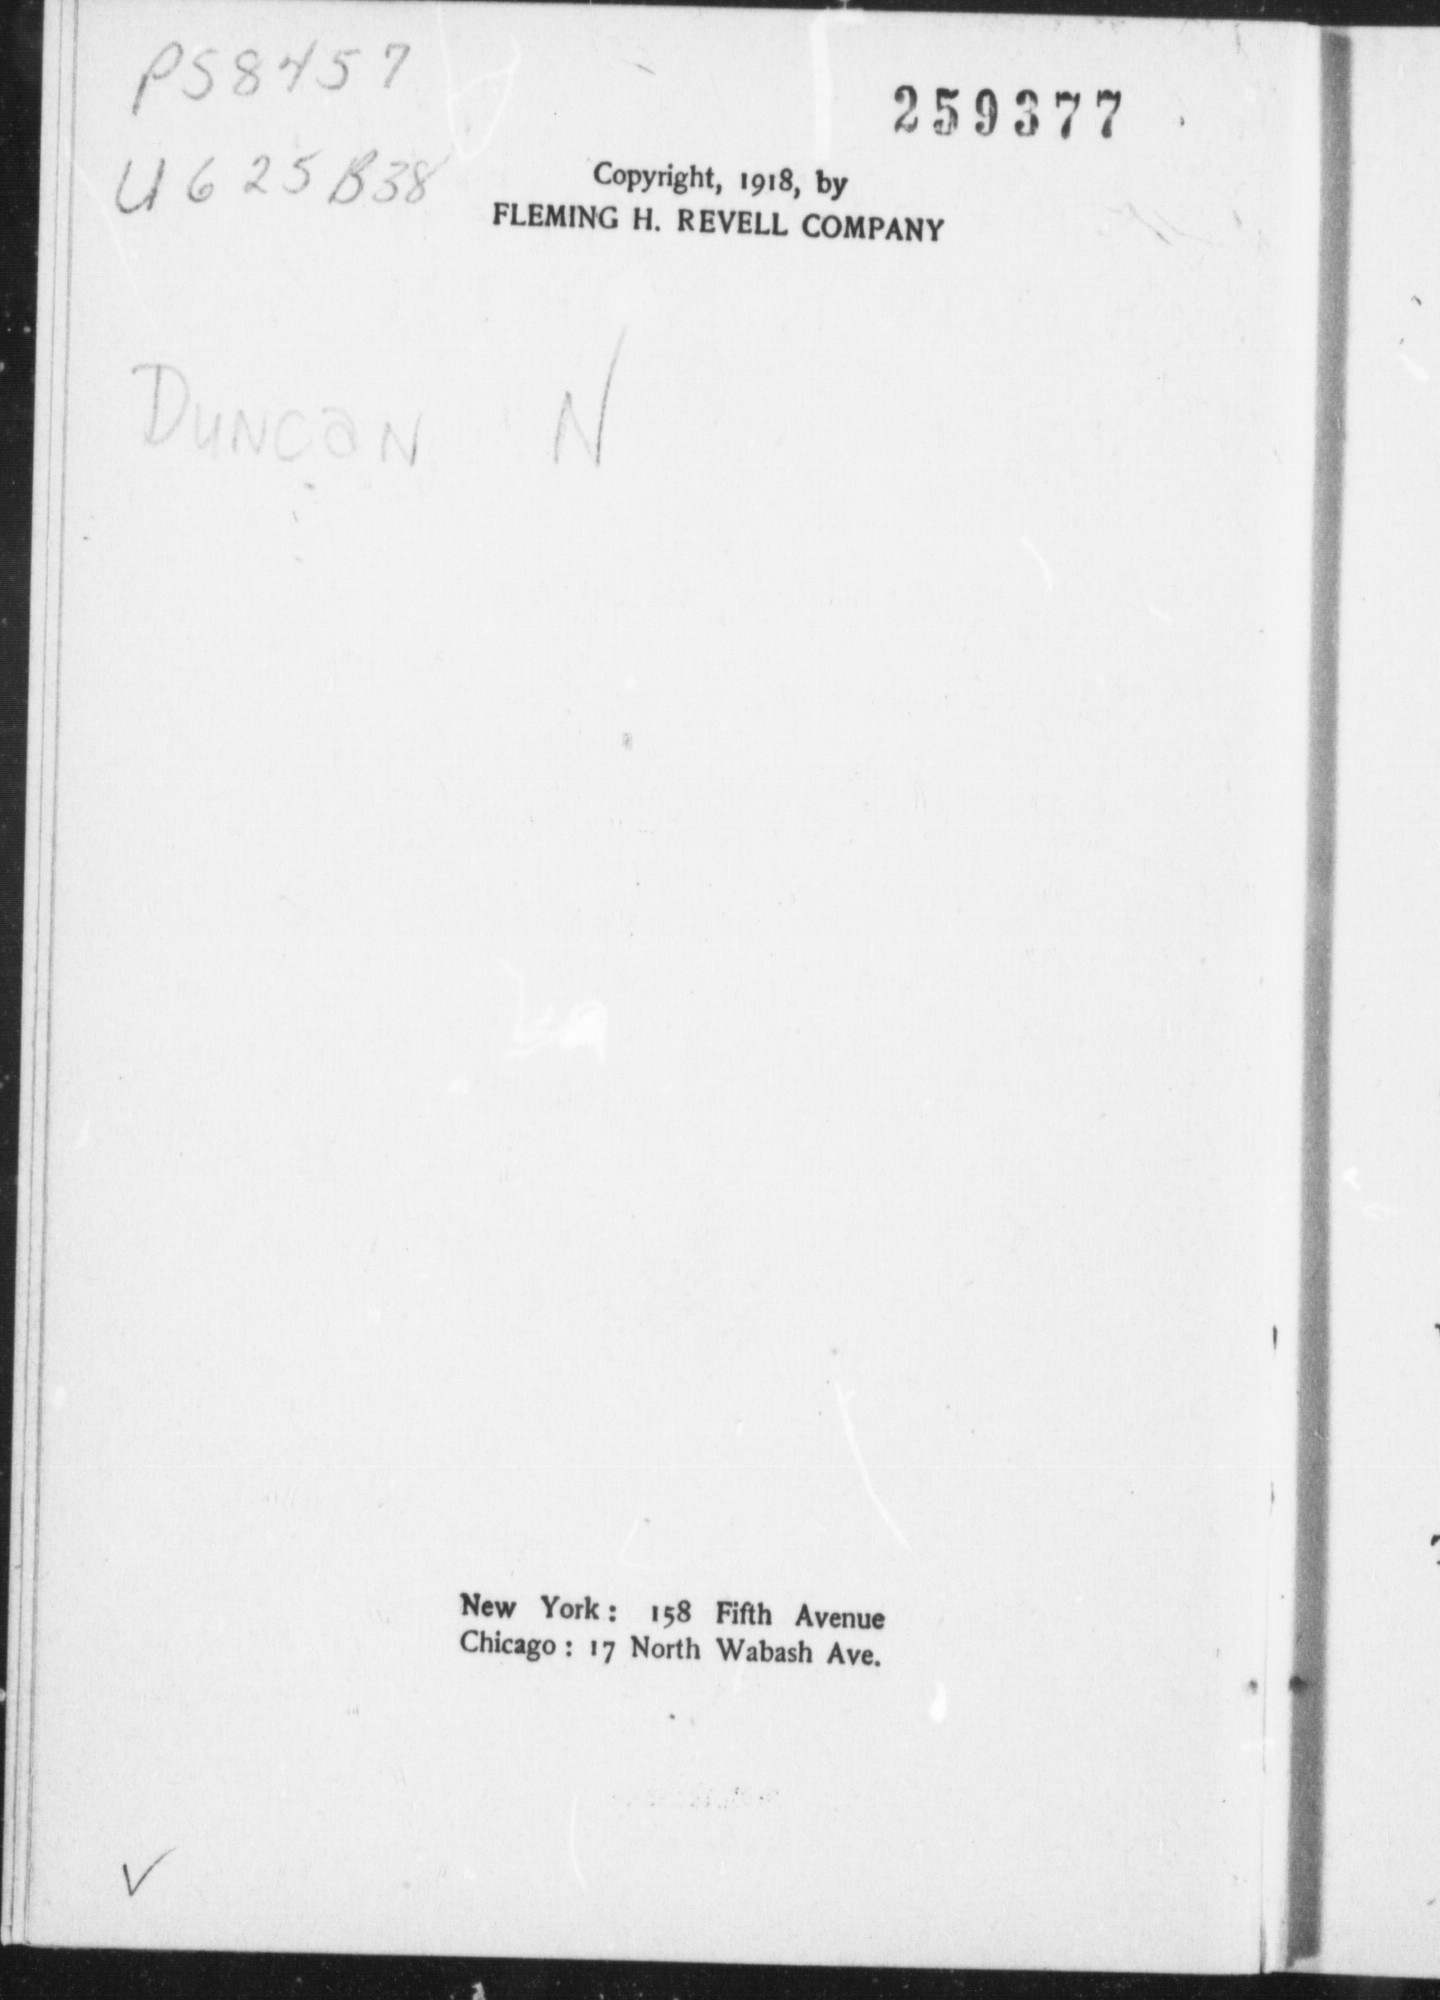 PS8457
259377
U625B38
Copyright, 1918, by
FLEMING H. REVELL COMPANY
DUNCAN N
New York: 158 Fifth Avenue
Chicago: 17 North Wabash Ave.